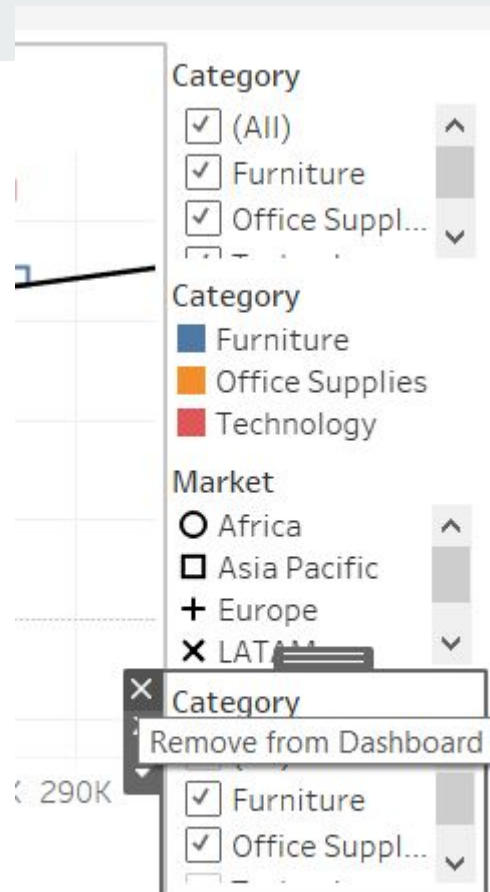 Category
(All)
Furniture
Office Suppl...
Category
Furniture
Office Supplies
Technology
Market
Africa
Asia Pacific
Europe
LATAM
Category
Remove from Dashboard
290K
Furniture
Office Suppl...